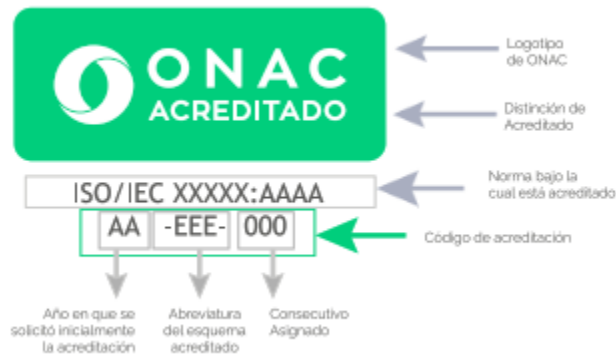 ONAC
ACREDITADO
Logotipo
de ONAC
Distinción de
Acreditado
Norma bajo la
cual está acreditado
ISO/IEC XXXXX:AAAA
AA -EEE- 000
Código de acreditación
Año en que se
solicitó inicialmente
la acreditación
Abreviatura
del esquema
acreditado
Consecutivo
Asignado